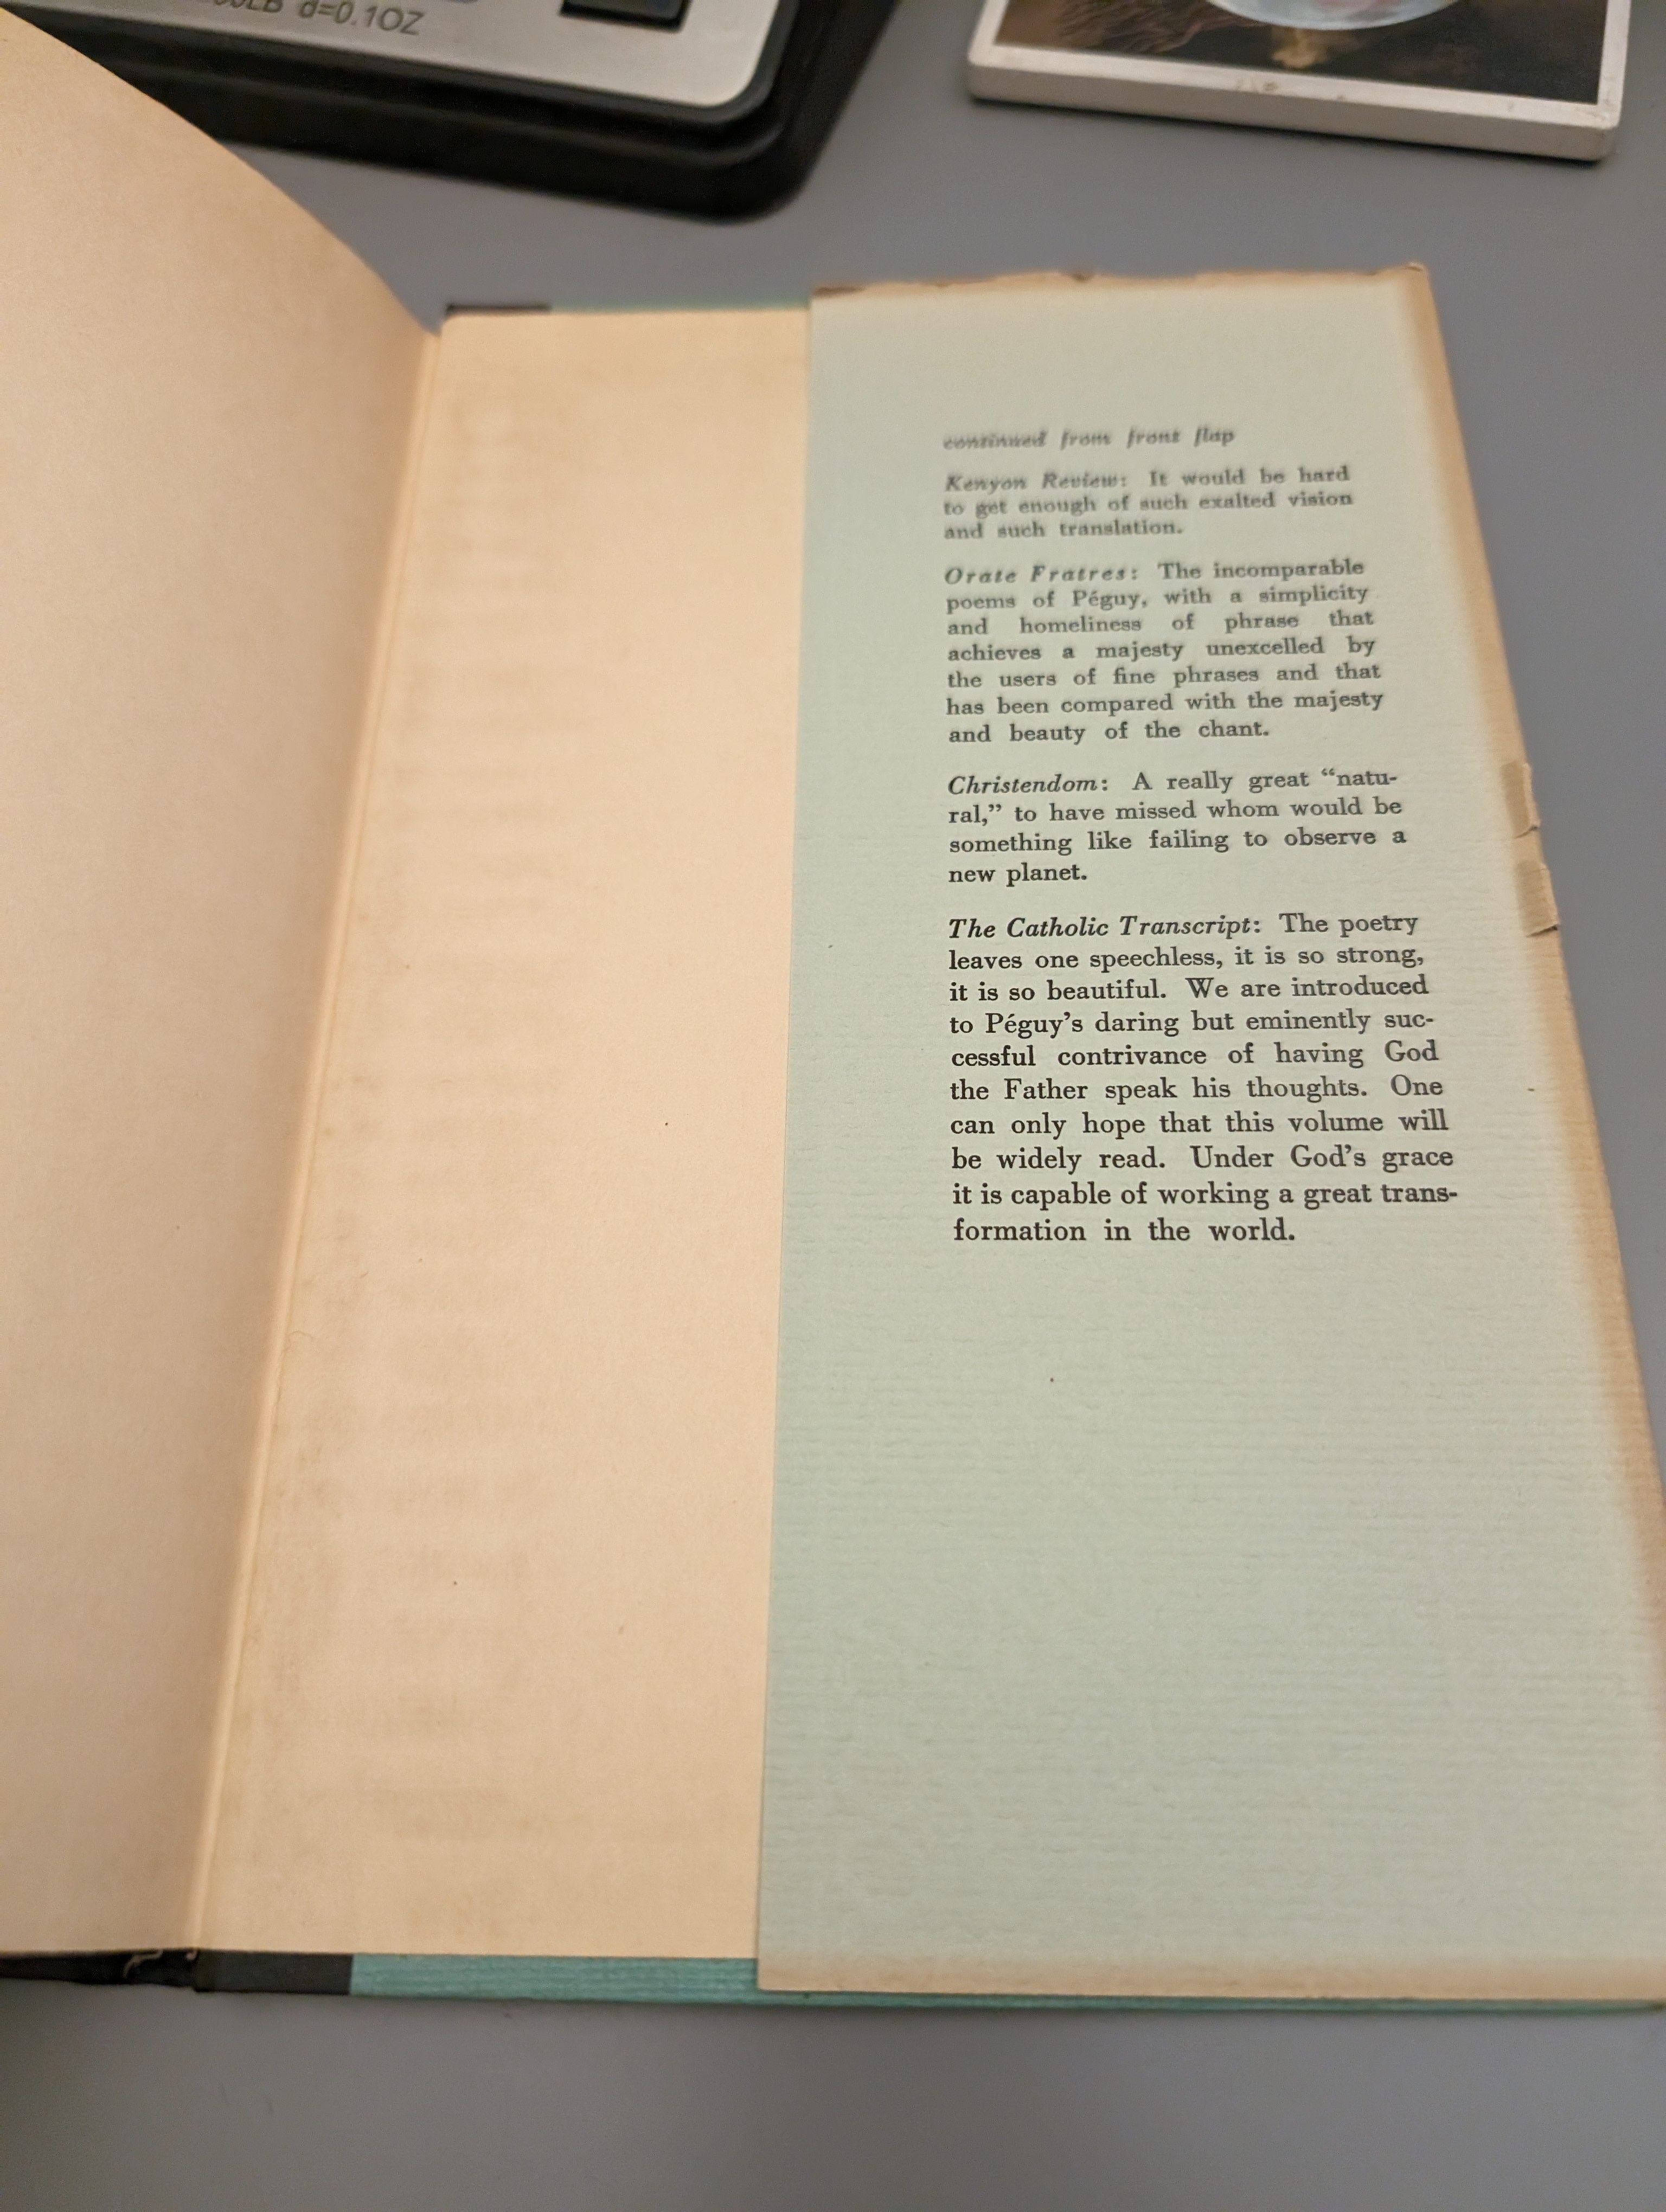 d=0.1OZ
continued from front flap
Kenyon Review: It would be hard
to get enough of such exalted vision
and such translation.
Orate Fratres: The incomparable
poems of Péguy, with a simplicity
and homeliness of phrase that
achieves a majesty unexcelled by
the users of fine phrases and that
has been compared with the majesty
and beauty of the chant.
Christendom: A really great “natu-
ral,” to have missed whom would be
something like failing to observe a
new planet.
The Catholic Transcript: The poetry
leaves one speechless, it is so strong,
it is so beautiful. We are introduced
to Péguy’s daring but eminently suc-
cessful contrivance of having God
the Father speak his thoughts. One
can only hope that this volume will
be widely read. Under God’s grace
it is capable of working a great trans-
formation in the world.